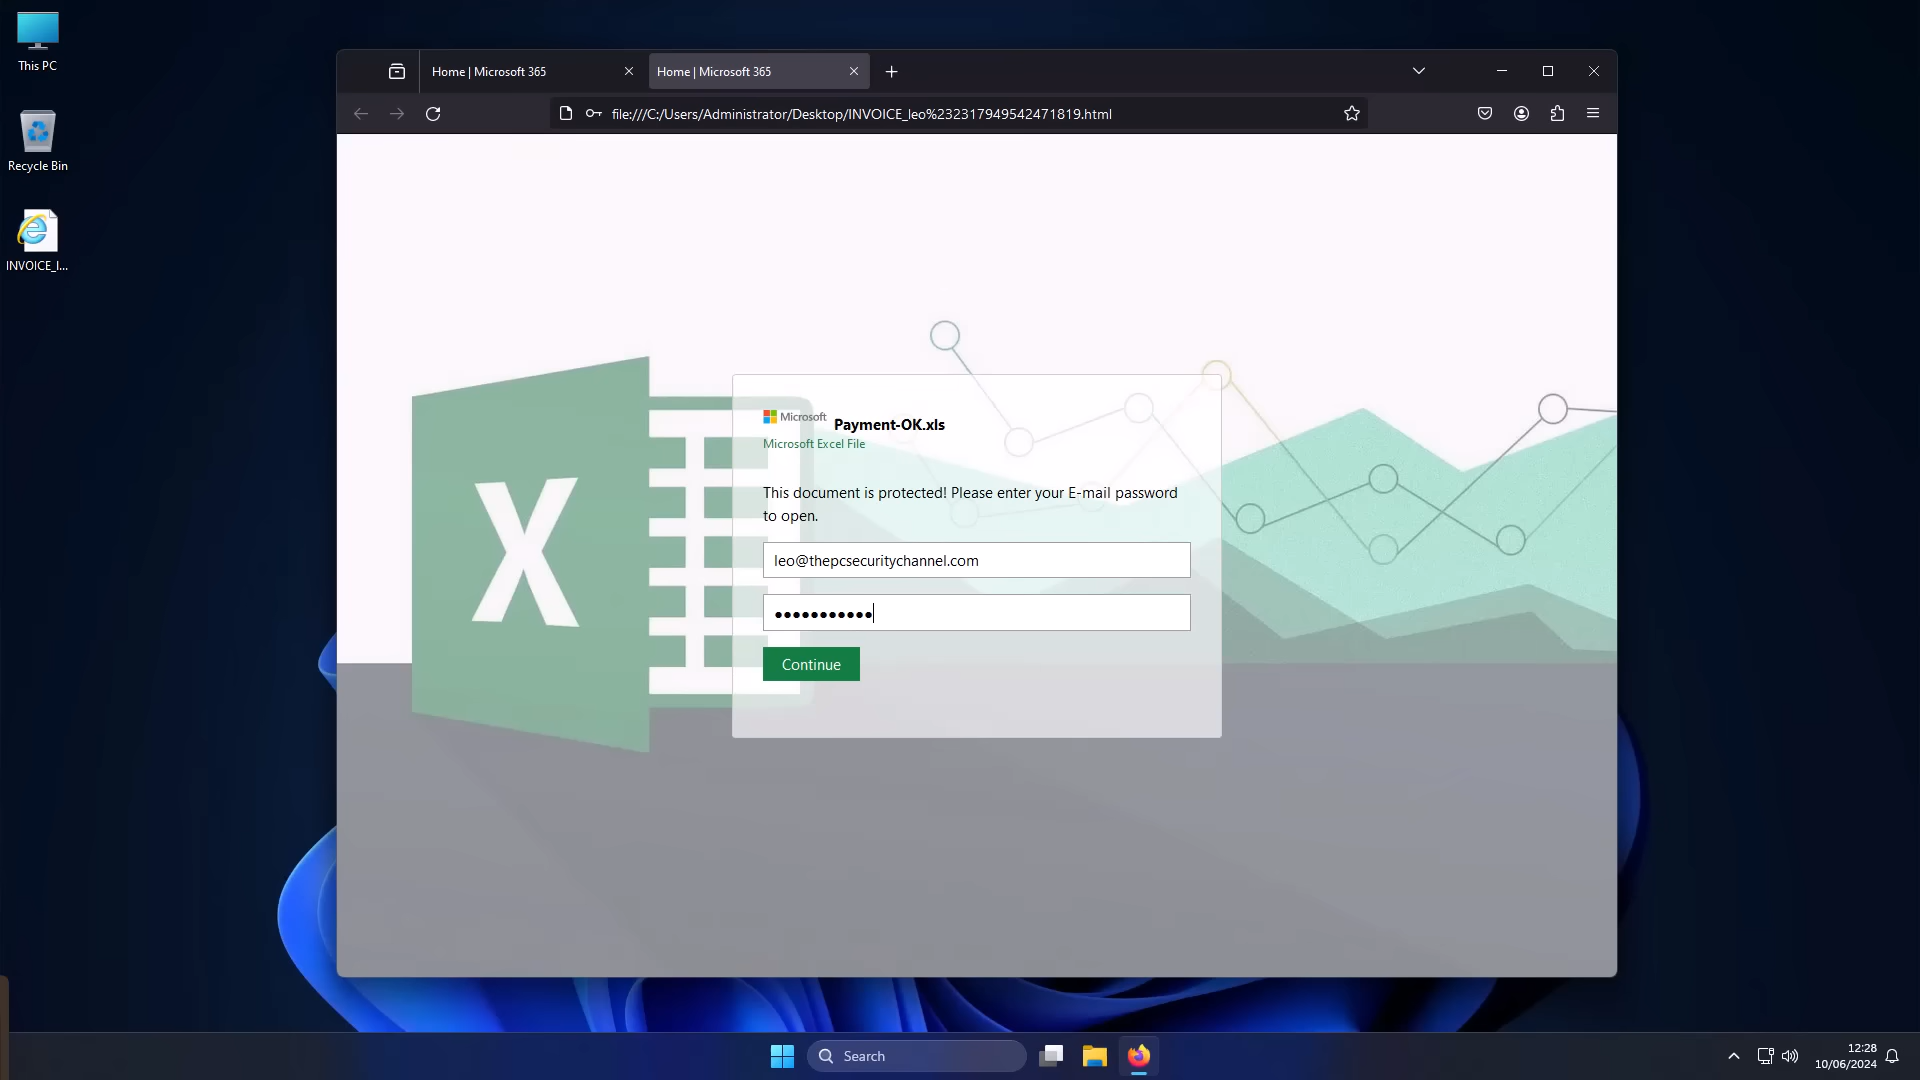 This PC
Recycle Bin
INVOICE_I...
Home | Microsoft 365
Home | Microsoft 365
file:///C:/Users/Administrator/Desktop/INVOICE_leo%232317949542471819.html
X
Microsoft
Payment-OK.xls
Microsoft Excel File
This document is protected! Please enter your E-mail password
to open.
leo@thepcsecuritychannel.com
●●●●●●●●●●●
Continue
Search
12:28
10/06/2024